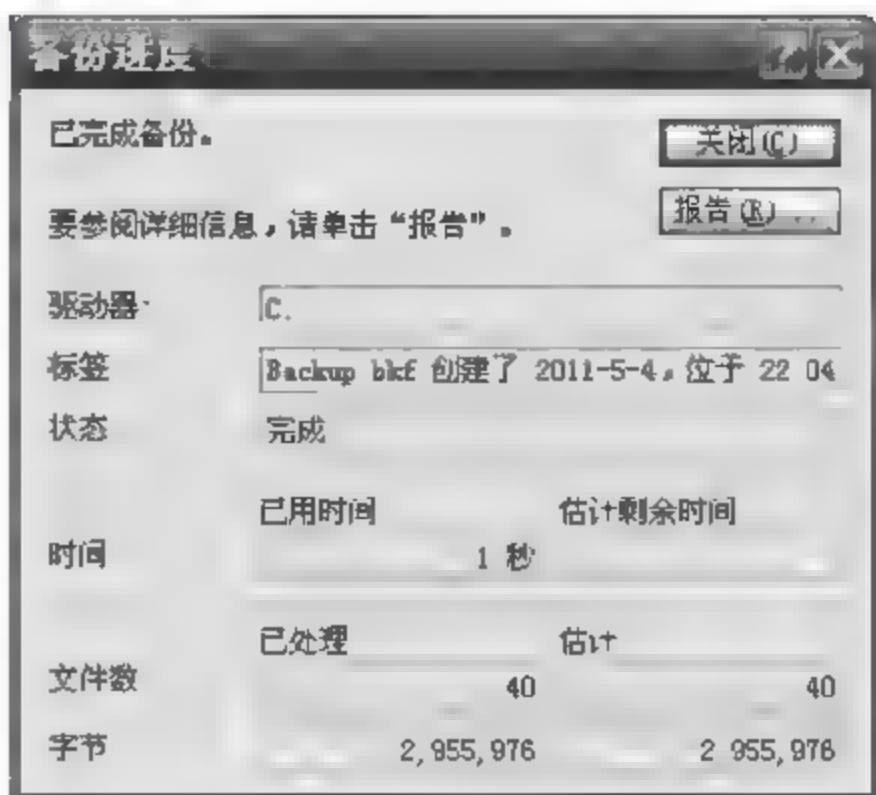 备份进度
已完成备份。
关闭(C)
要参阅详细信息，请单击“报告”。
报告(R)...
驱动器:
C:
标签
Backup bkf 创建了 2011-5-4，位于 22 04
状态
完成
已用时间 估计剩余时间
时间 1 秒
已处理 估计
文件数 40 40
字节 2,955,976 2 955,976